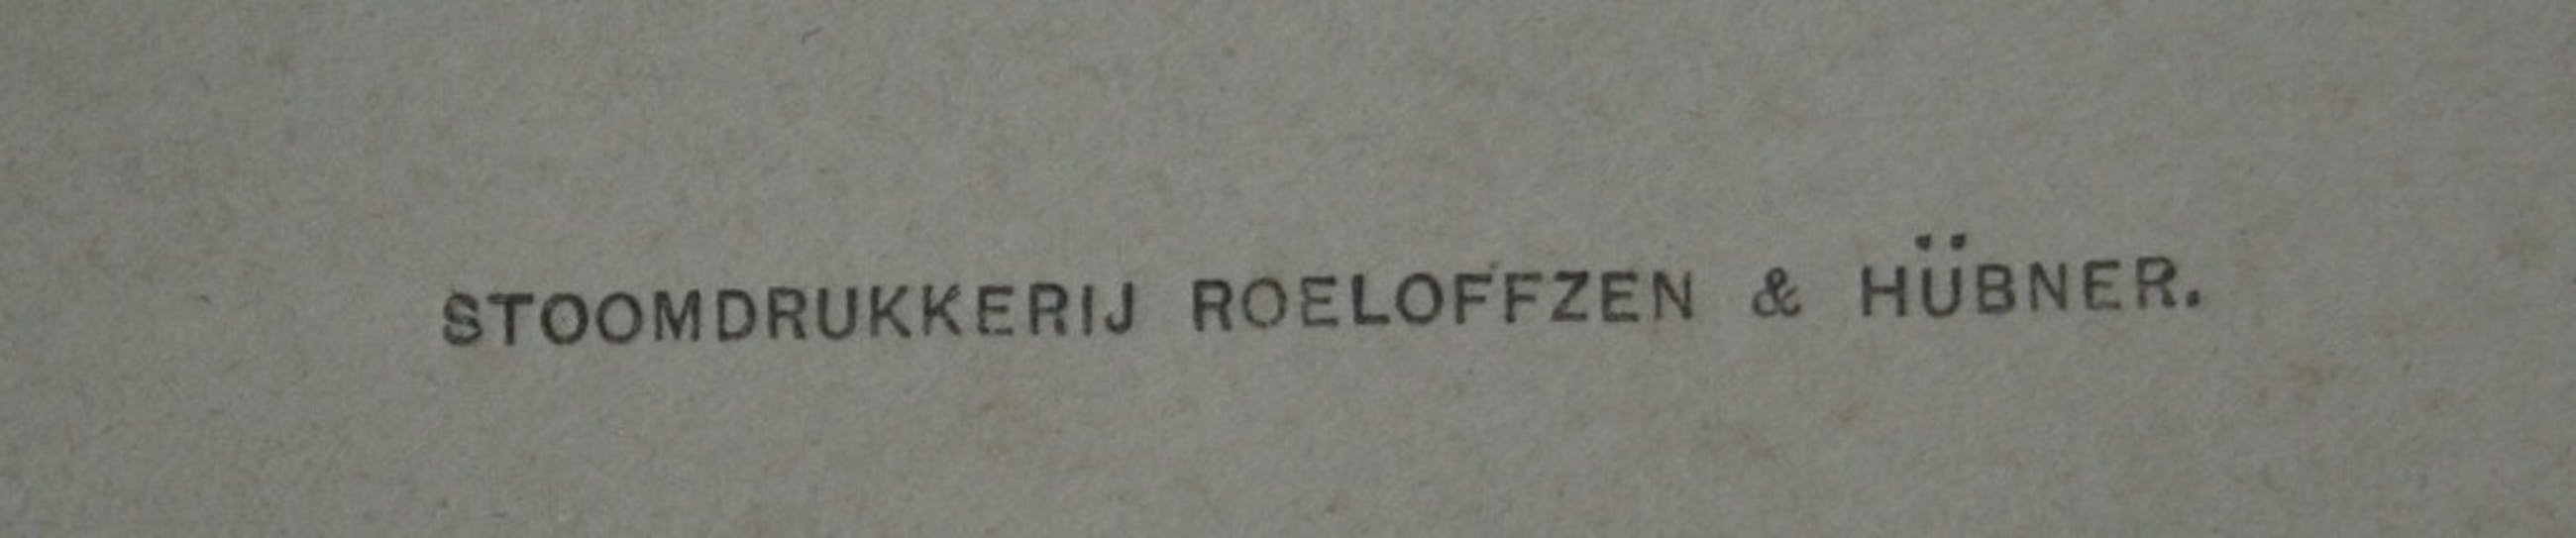 STOOMDRUKKERIJ ROELOFFZEN & HÜBNER.